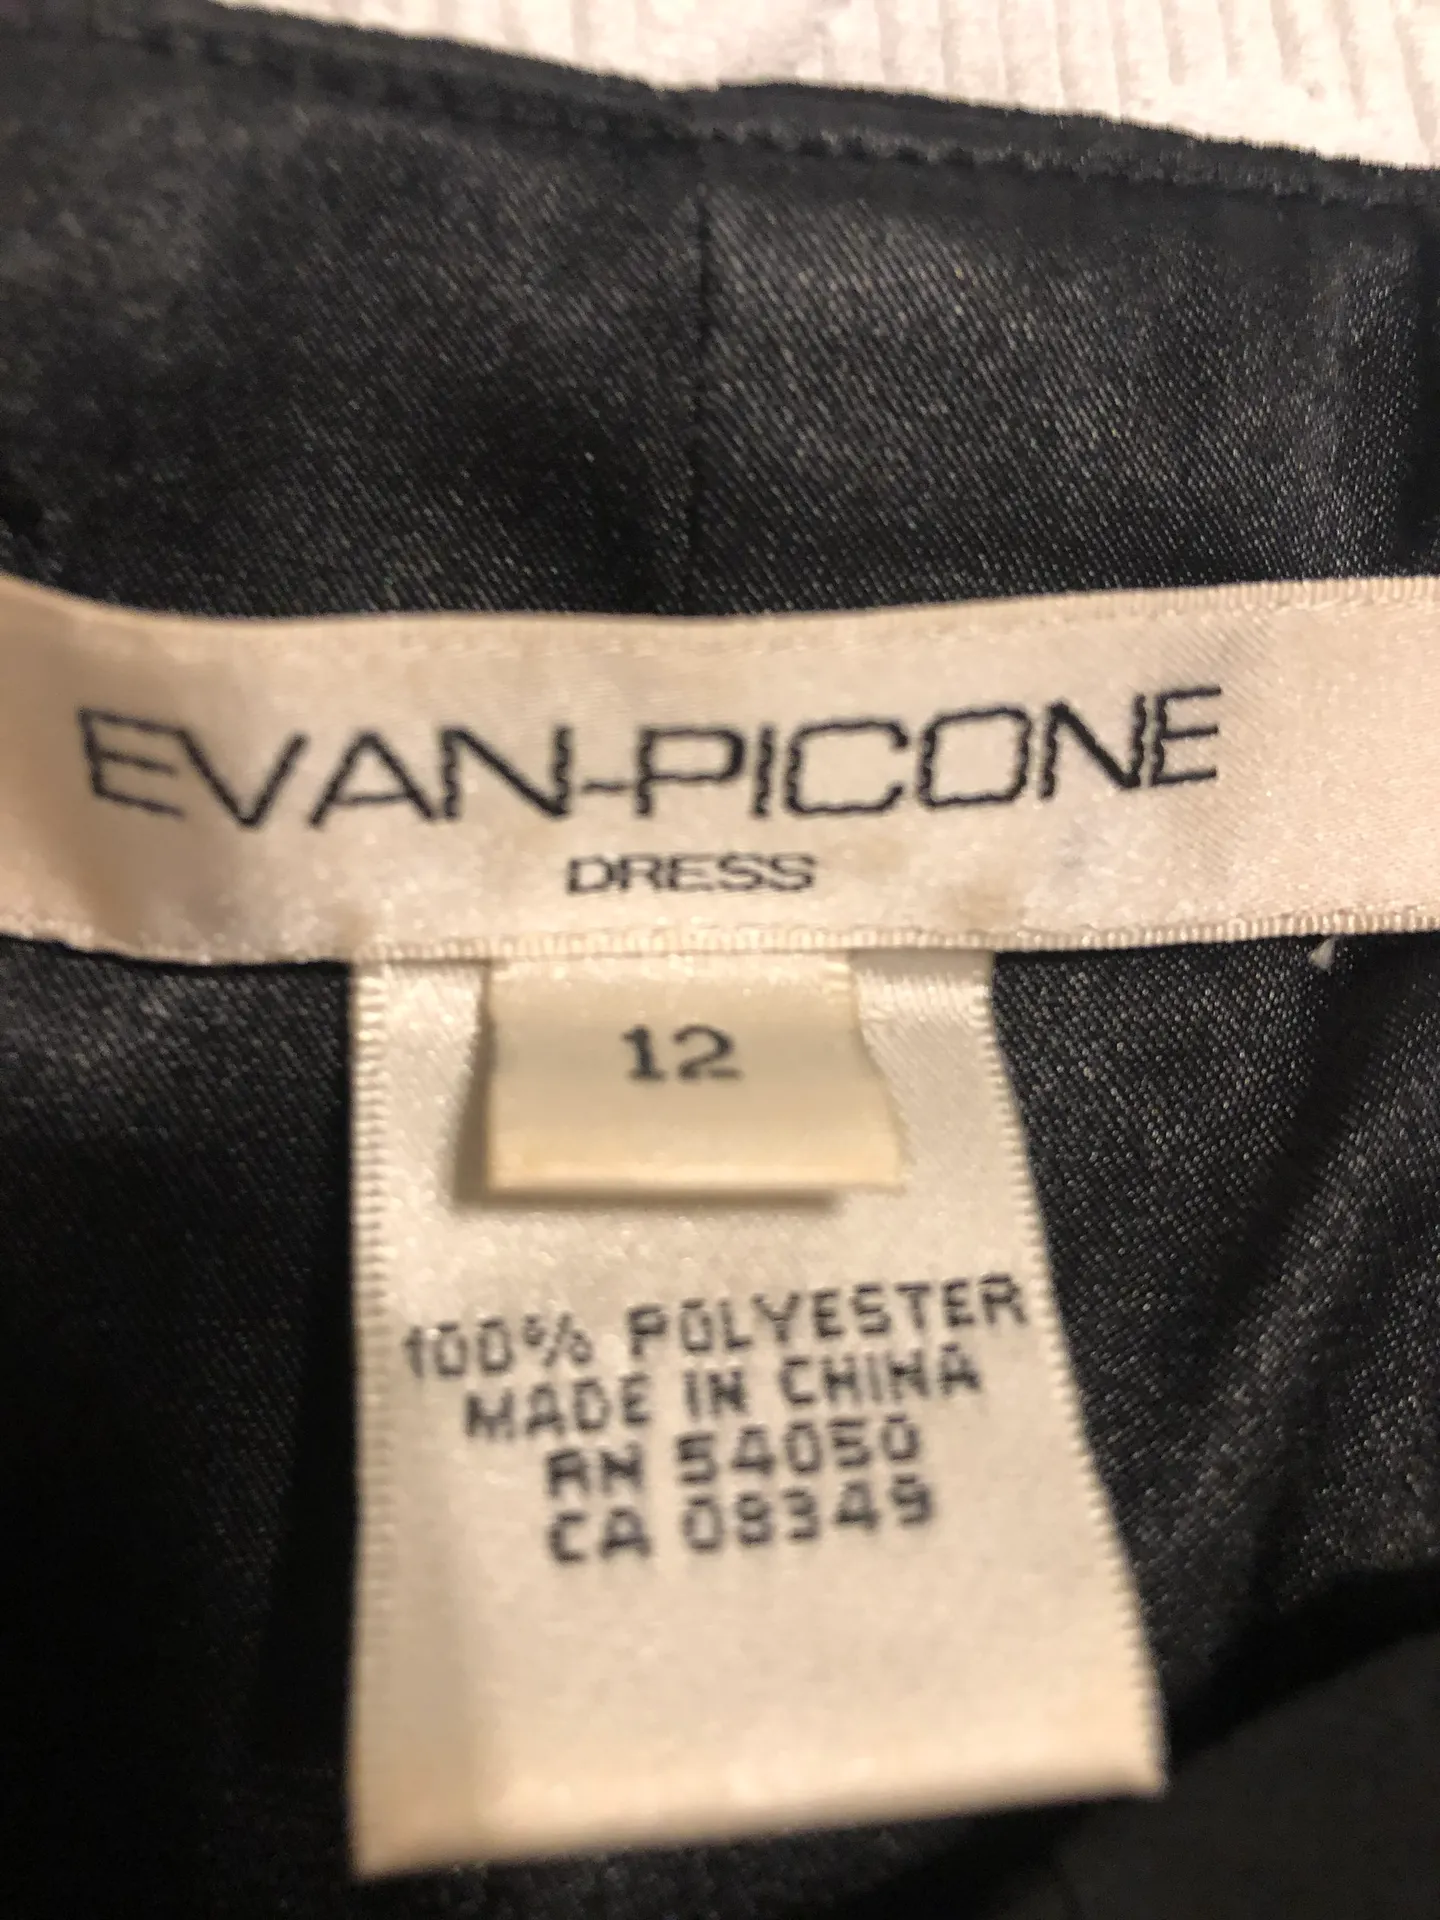 EVAN-PICONE
DRESS
12
100% POLYESTER
MADE IN CHINA
RN 54050
CA 08349